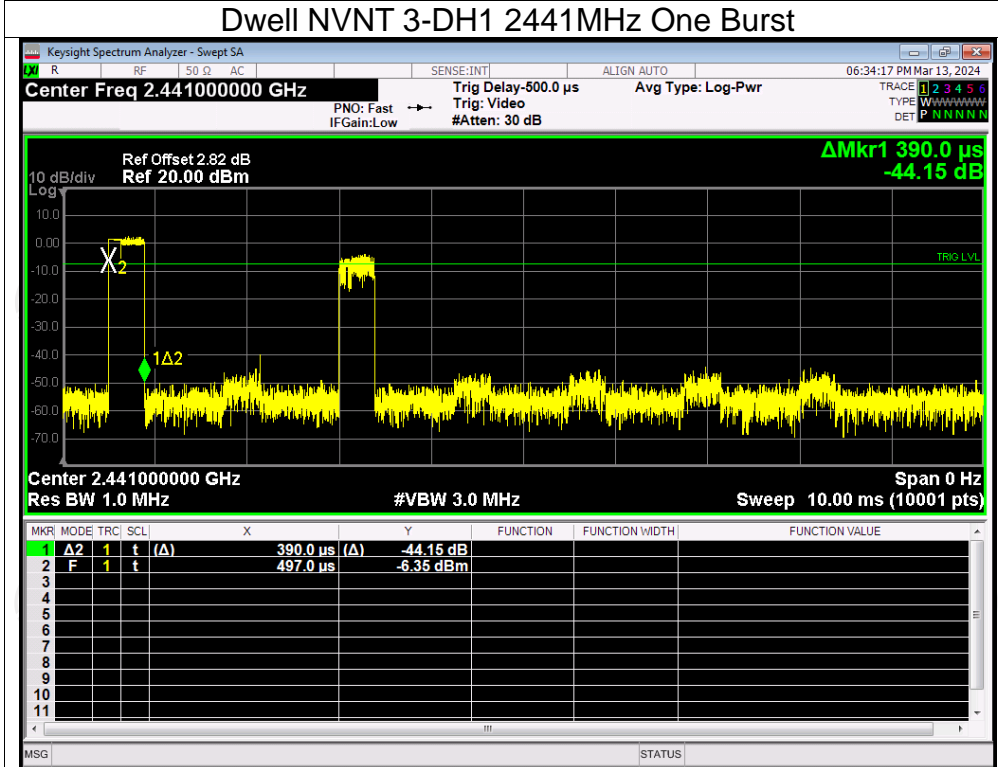 Dwell NVNT 3-DH1 2441MHz One Burst
Keysight Spectrum Analyzer - Swept SA
LXI R RF 50 Ω AC SENSE:INT ALIGN AUTO 06:34:17 PM Mar 13, 2024
Center Freq 2.441000000 GHz Trig Delay-500.0 µs Avg Type: Log-Pwr TRACE 1 2 3 4 5 6
PNO: Fast Trig: Video TYPE WWWWWW
IFGain:Low #Atten: 30 dB DET P N N N N N
ΔMkr1 390.0 µs
-44.15 dB
Ref Offset 2.82 dB
10 dB/div Ref 20.00 dBm
Log
10.0
0.00
TRIG LVL
X2
-10.0
-20.0
-30.0
-40.0
1Δ2
-50.0
-60.0
-70.0
Center 2.441000000 GHz Span 0 Hz
Res BW 1.0 MHz #VBW 3.0 MHz Sweep 10.00 ms (10001 pts)
MKR MODE TRC SCL X Y FUNCTION FUNCTION WIDTH FUNCTION VALUE
1 Δ2 1 t (Δ) 390.0 µs (Δ) -44.15 dB
2 F 1 t 497.0 µs -6.35 dBm
3
4
5
6
7
8
9
10
11
MSG STATUS